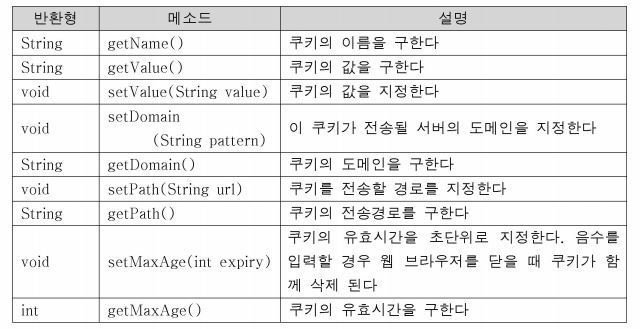 반환형 메소드 설명
String getName() 쿠키의 이름을 구한다
String getValue() 쿠키의 값을 구한다
void setValue(String value) 쿠키의 값을 지정한다
void setDomain
(String pattern) 이 쿠키가 전송될 서버의 도메인을 지정한다
String getDomain() 쿠키의 도메인을 구한다
void setPath(String url) 쿠키를 전송할 경로를 지정한다
String getPath() 쿠키의 전송경로를 구한다
void setMaxAge(int expiry) 쿠키의 유효시간을 초단위로 지정한다. 음수를
입력할 경우 웹 브라우저를 닫을 때 쿠키가 함
께 삭제 된다
int getMaxAge() 쿠키의 유효시간을 구한다